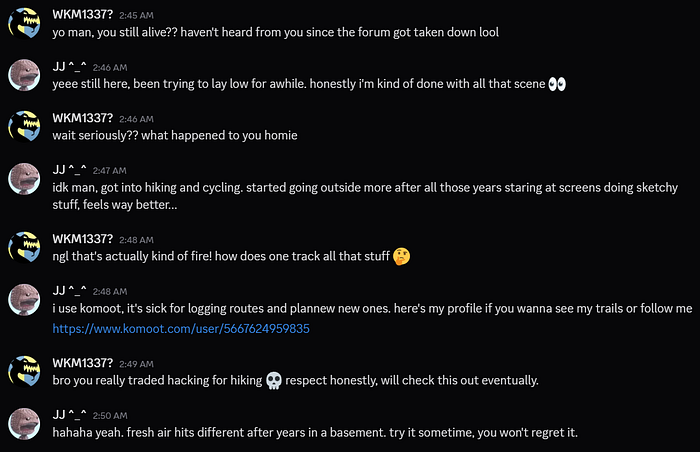 WKM1337? 2:45 AM
yo man, you still alive?? haven't heard from you since the forum got taken down lool
JJ ^_^ 2:46 AM
yeee still here, been trying to lay low for awhile. honestly i'm kind of done with all that scene 👀
WKM1337? 2:46 AM
wait seriously?? what happened to you homie
JJ ^_^ 2:47 AM
idk man, got into hiking and cycling. started going outside more after all those years staring at screens doing sketchy
stuff, feels way better...
WKM1337? 2:48 AM
ngl that's actually kind of fire! how does one track all that stuff 🤔
JJ ^_^ 2:48 AM
i use komoot, it's sick for logging routes and plannew new ones. here's my profile if you wanna see my trails or follow me
https://www.komoot.com/user/5667624959835
WKM1337? 2:49 AM
bro you really traded hacking for hiking 💀 respect honestly, will check this out eventually.
JJ ^_^ 2:50 AM
hahaha yeah. fresh air hits different after years in a basement. try it sometime, you won't regret it.